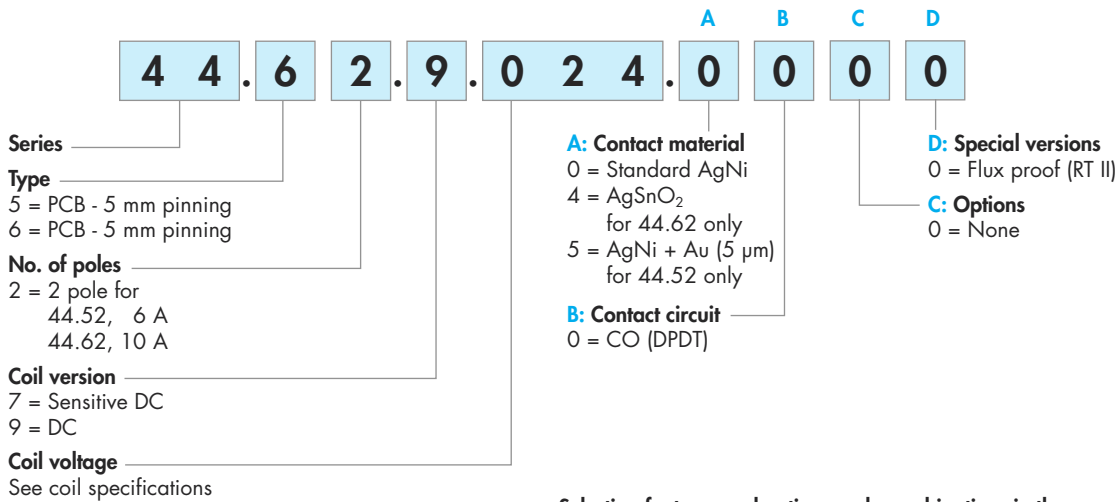 A B C D
4 4 . 6 2 . 9 . 0 2 4 . 0 0 0 0
Series
Type
5 = PCB - 5 mm pinning
6 = PCB - 5 mm pinning
No. of poles
2 = 2 pole for
44.52, 6 A
44.62, 10 A
Coil version
7 = Sensitive DC
9 = DC
Coil voltage
See coil specifications
A: Contact material
0 = Standard AgNi
4 = AgSnO₂
for 44.62 only
5 = AgNi + Au (5 µm)
for 44.52 only
B: Contact circuit
0 = CO (DPDT)
D: Special versions
0 = Flux proof (RT II)
C: Options
0 = None